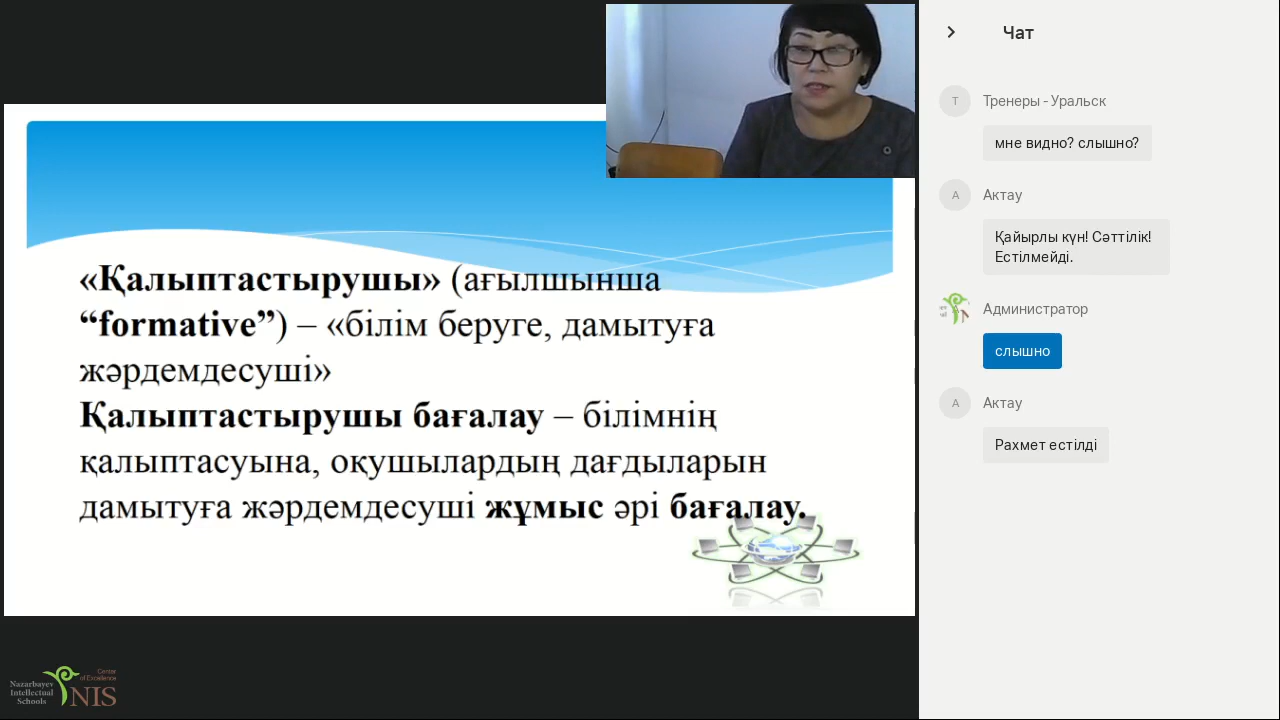 «Қалыптастырушы» (ағылшынша
“formative”) – «білім беруге, дамытуға
жәрдемдесуші»
Қалыптастырушы бағалау – білімнің
қалыптасуына, оқушылардың дағдыларын
дамытуға жәрдемдесуші жұмыс әрі бағалау.
Nazarbayev
Intellectual
Schools
Center
of Excellence
NIS
Чат
Т
Тренеры - Уральск
мне видно? слышно?
А
Актау
Қайырлы күн! Сәттілік!
Естілмейді.
Администратор
слышно
А
Актау
Рахмет естілді